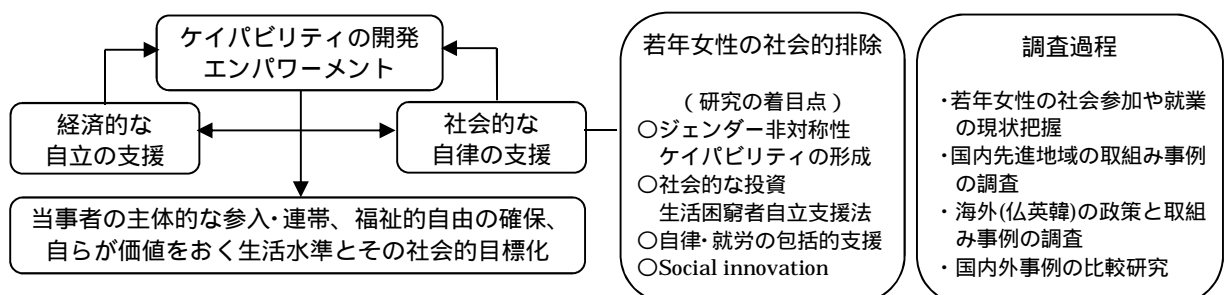 ケイパビリティの開発
エンパワーメント
経済的な
自立の支援
社会的な
自律の支援
当事者の主体的な参入・連帯、福祉的自由の確保、
自らが価値をおく生活水準とその社会的目標化
若年女性の社会的排除
(研究の着目点)
〇ジェンダー非対称性
ケイパビリティの形成
〇社会的な投資
生活困窮者自立支援法
〇自律・就労の包括的支援
〇Social innovation
調査過程
・若年女性の社会参加や就業
の現状把握
・国内先進地域の取組み事例
の調査
・海外(仏英韓)の政策と取組
み事例の調査
・国内外事例の比較研究